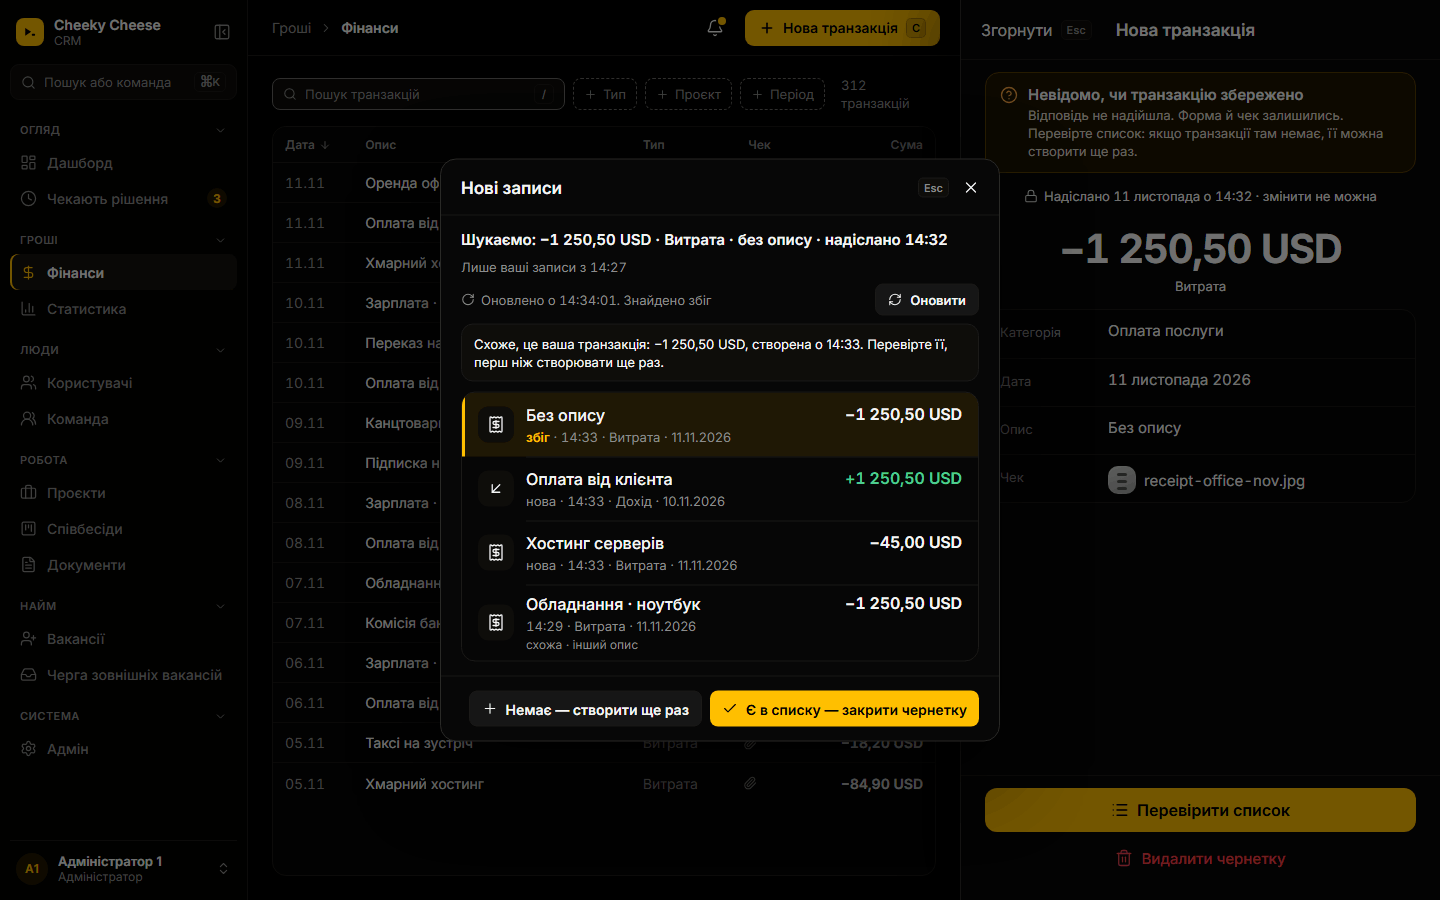 Cheeky Cheese
CRM
Пошук або команда ⌘K
ОГЛЯД
Дашборд
Чекають рішення 3
ГРОШІ
Фінанси
Статистика
ЛЮДИ
Користувачі
Команда
РОБОТА
Проєкти
Співбесіди
Документи
НАЙМ
Вакансії
Черга зовнішніх вакансій
СИСТЕМА
Адмін
A1 Адміністратор 1
Адміністратор
Гроші › Фінанси
+ Нова транзакція C
Пошук транзакцій /
+ Тип
+ Проєкт
+ Період
312 транзакцій
Дата ↓ Опис Тип Чек Сума
11.11 Оренда оф
11.11 Оплата від
11.11 Хмарний
10.11 Зарплата ·
10.11 Переказ
10.11 Оплата від
09.11 Канцтовар
09.11 Підписка
08.11 Зарплата ·
08.11 Оплата від
07.11 Обладнан
07.11 Комісія
06.11 Зарплата ·
06.11 Оплата від
05.11 Таксі на зустріч Витрата −18,20 USD
05.11 Хмарний хостинг Витрата −84,90 USD
Нові записи Esc
Шукаємо: −1 250,50 USD · Витрата · без опису · надіслано 14:32
Лише ваші записи з 14:27
Оновлено о 14:34:01. Знайдено збіг
Оновити
Схоже, це ваша транзакція: −1 250,50 USD, створена о 14:33. Перевірте її,
перш ніж створювати ще раз.
Без опису −1 250,50 USD
збіг · 14:33 · Витрата · 11.11.2026
Оплата від клієнта +1 250,50 USD
нова · 14:33 · Дохід · 10.11.2026
Хостинг серверів −45,00 USD
нова · 14:33 · Витрата · 11.11.2026
Обладнання · ноутбук −1 250,50 USD
14:29 · Витрата · 11.11.2026
схожа · інший опис
+ Немає — створити ще раз
Є в списку — закрити чернетку
Згорнути Esc Нова транзакція
Невідомо, чи транзакцію збережено
Відповідь не надійшла. Форма й чек залишились.
Перевірте список: якщо транзакції там немає, її можна
створити ще раз.
Надіслано 11 листопада о 14:32 · змінити не можна
−1 250,50 USD
Витрата
Категорія Оплата послуги
Дата 11 листопада 2026
Опис Без опису
Чек receipt-office-nov.jpg
Перевірити список
Видалити чернетку